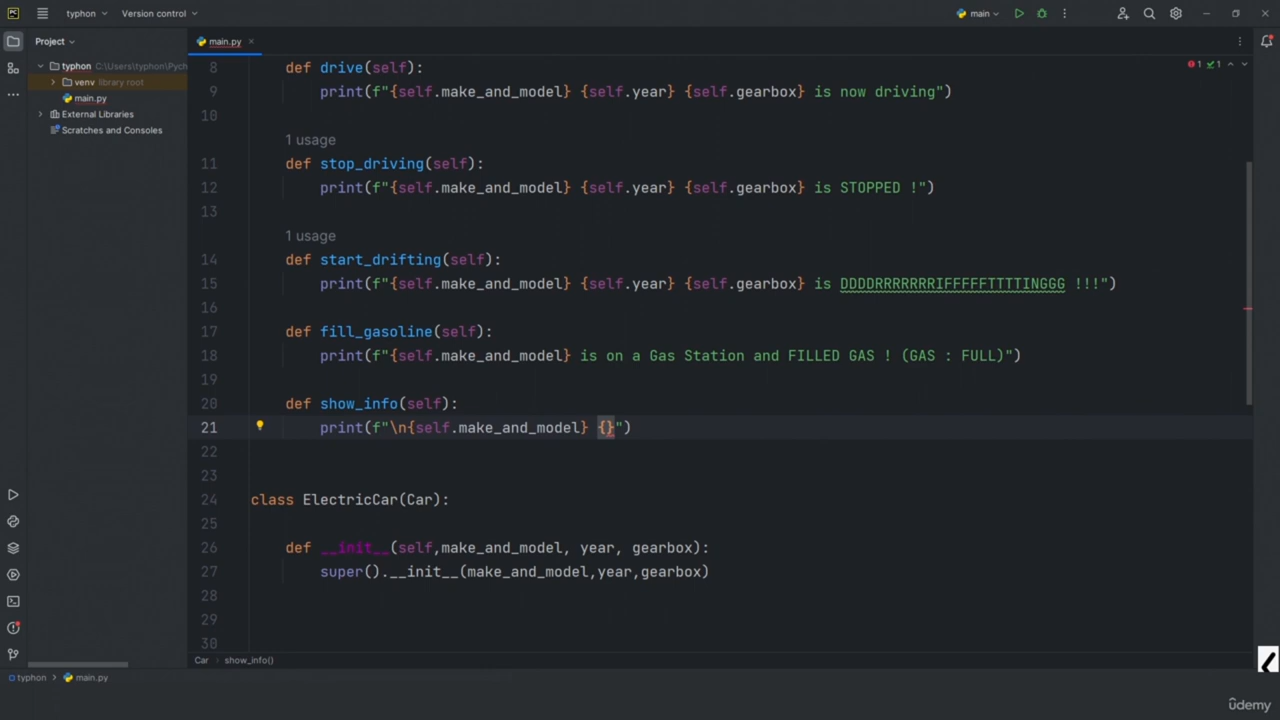 PC typhon Version control main
Project main.py
typhon C:\Users\typhon\Pych
venv library root
main.py
External Libraries
Scratches and Consoles
1 1
8 def drive(self):
9 print(f"{self.make_and_model} {self.year} {self.gearbox} is now driving")
10
1 usage
11 def stop_driving(self):
12 print(f"{self.make_and_model} {self.year} {self.gearbox} is STOPPED !")
13
1 usage
14 def start_drifting(self):
15 print(f"{self.make_and_model} {self.year} {self.gearbox} is DDDDRRRRRRRIFFFFFTTTTINGGG !!!")
16
17 def fill_gasoline(self):
18 print(f"{self.make_and_model} is on a Gas Station and FILLED GAS ! (GAS : FULL)")
19
20 def show_info(self):
21 print(f"\n{self.make_and_model} {}")
22
23
24 class ElectricCar(Car):
25
26 def __init__(self,make_and_model, year, gearbox):
27 super().__init__(make_and_model,year,gearbox)
28
29
30
Car show_info()
typhon main.py
ûdemy